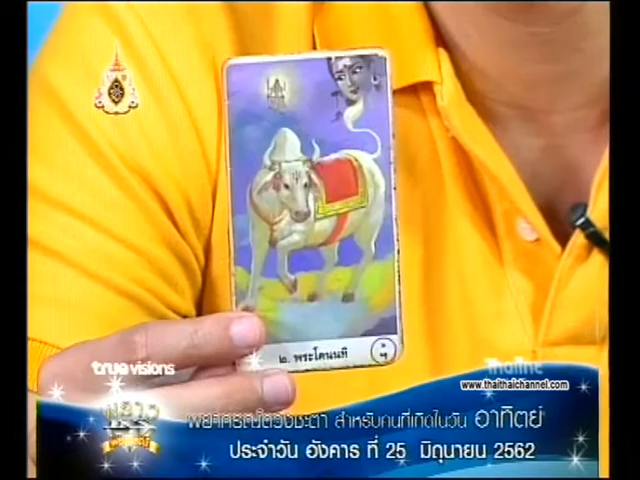 ๒. พระโคนนที
true visions
ThaiThai
www.thaithaichannel.com
พยากรณ์ดวงชะตา สำหรับคนที่เกิดในวัน อาทิตย์
ประจำวัน อังคาร ที่ 25 มิถุนายน 2562